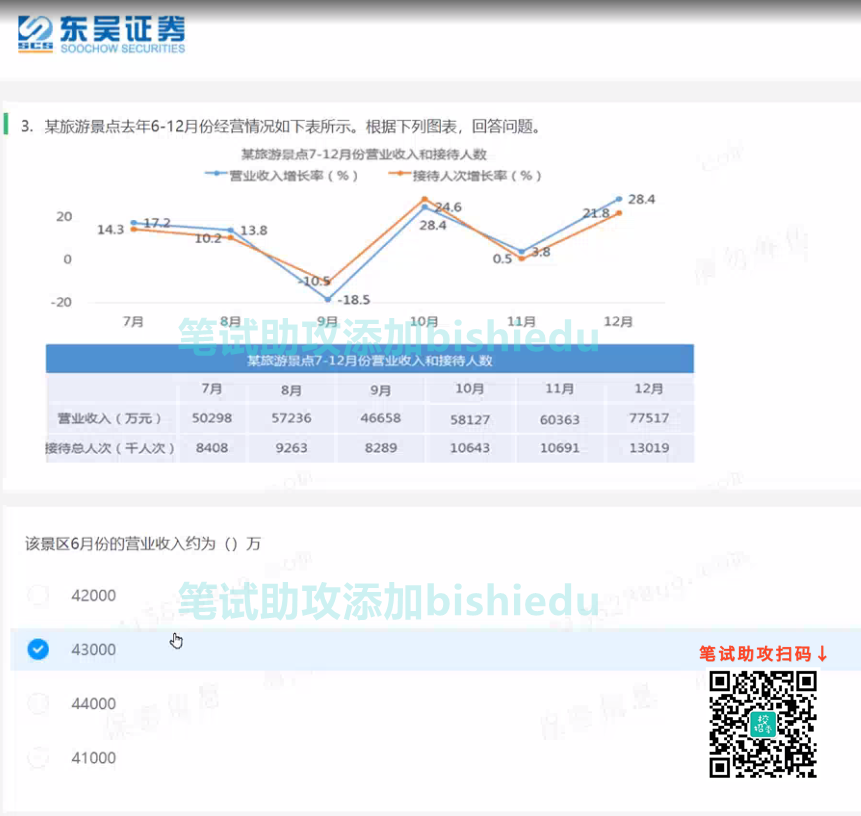 东吴证券
SCS SOOCHOW SECURITIES
3. 某旅游景点去年6-12月份经营情况如下表所示。根据下列图表，回答问题。
某旅游景点7-12月份营业收入和接待人数
营业收入增长率（%） 接待人次增长率（%）
20
0
-20
14.3 17.2
10.2 13.8
-10.5 -18.5
24.6
28.4
0.5 3.8
21.8 28.4
7月 8月 9月 10月 11月 12月
笔试助攻添加bishiedu
某旅游景点7-12月份营业收入和接待人数
7月 8月 9月 10月 11月 12月
营业收入（万元） 50298 57236 46658 58127 60363 77517
接待总人次（千人次） 8408 9263 8289 10643 10691 13019
该景区6月份的营业收入约为（）万
42000
笔试助攻添加bishiedu
43000
44000
41000
笔试助攻扫码↓